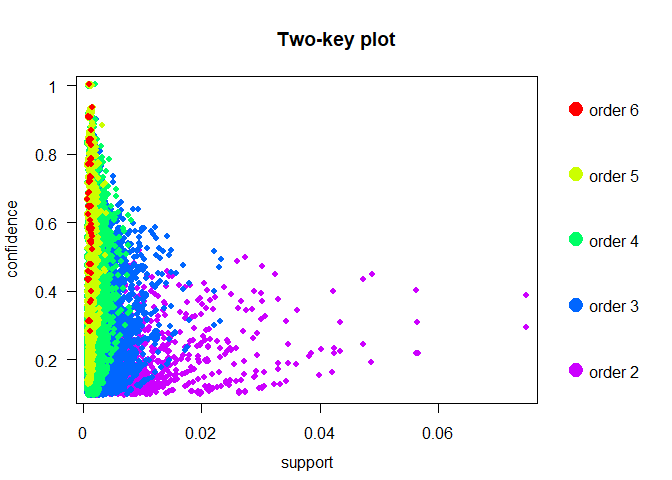 Two-key plot
confidence
1
0.8
0.6
0.4
0.2
0
0.02
0.04
0.06
support
order 6
order 5
order 4
order 3
order 2